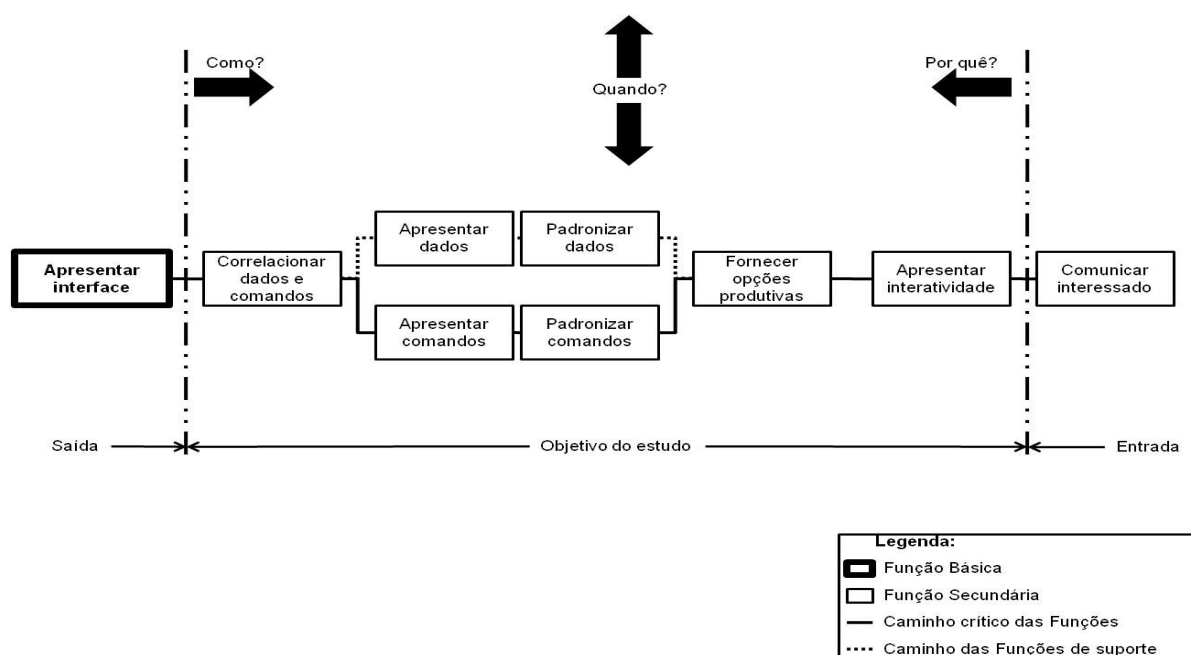 Como?
Quando?
Por quê?
Apresentar
interface
Correlacionar
dados e
comandos
Apresentar
dados
Padronizar
dados
Apresentar
comandos
Padronizar
comandos
Fornecer
opções
produtivas
Apresentar
interatividade
Comunicar
interessado
Saída
Objetivo do estudo
Entrada
Legenda:
Função Básica
Função Secundária
Caminho crítico das Funções
Caminho das Funções de suporte